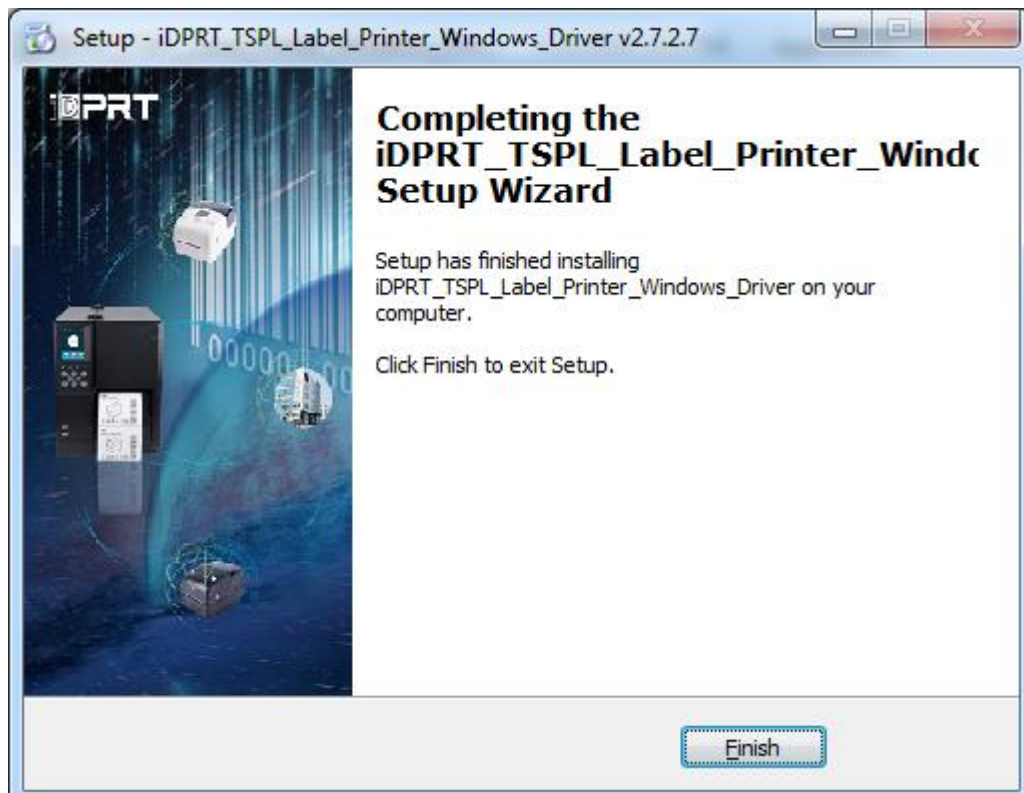 Setup - iDPRT_TSPL_Label_Printer_Windows_Driver v2.7.2.7
iDPRT
Completing the
iDPRT_TSPL_Label_Printer_Windo
Setup Wizard
Setup has finished installing
iDPRT_TSPL_Label_Printer_Windows_Driver on your
computer.
Click Finish to exit Setup.
Finish